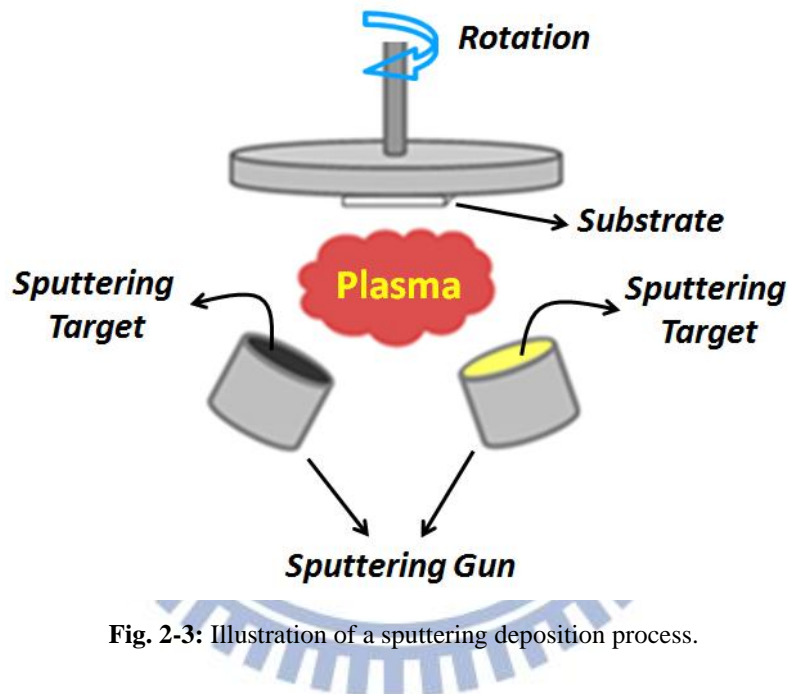 Rotation
Substrate
Plasma
Sputtering
Target
Sputtering
Target
Sputtering Gun
Fig. 2-3: Illustration of a sputtering deposition process.